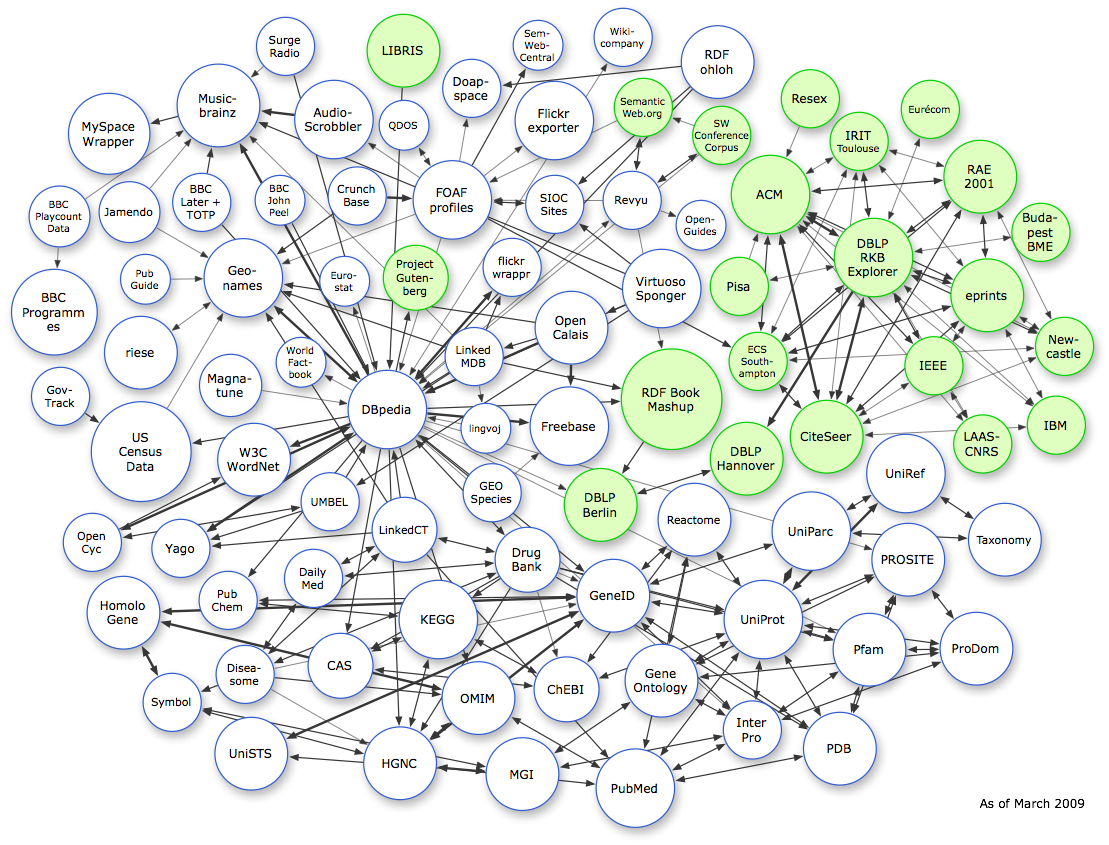 Surge
Radio
LIBRIS
Sem-
Web-
Central
Wiki-
company
RDF
ohloh
Doap-
space
Music-
brainz
MySpace
Wrapper
Audio-
Scrobbler
QDOS
Flickr
exporter
Semantic
Web.org
SW
Conference
Corpus
Resex
Eurécom
IRIT
Toulouse
RAE
2001
ACM
BBC
Playcount
Data
Jamendo
BBC
Later +
TOTP
BBC
John
Peel
Crunch
Base
FOAF
profiles
SIOC
Sites
Revyu
Open-
Guides
DBLP
RKB
Explorer
Buda-
pest
BME
Pub
Guide
Geo-
names
Euro-
stat
Project
Guten-
berg
flickr
wrappr
Virtuoso
Sponger
Pisa
eprints
BBC
Programm
es
riese
World
Fact-
book
Linked
MDB
Open
Calais
ECS
South-
ampton
IEEE
New-
castle
Gov-
Track
Magna-
tune
DBpedia
lingvoj
Freebase
RDF Book
Mashup
CiteSeer
LAAS-
CNRS
IBM
US
Census
Data
W3C
WordNet
GEO
Species
DBLP
Berlin
DBLP
Hannover
UniRef
UMBEL
LinkedCT
Reactome
UniParc
Taxonomy
Open
Cyc
Yago
Drug
Bank
PROSITE
Homolo
Gene
Pub
Chem
Daily
Med
KEGG
GeneID
UniProt
Pfam
ProDom
Disea-
some
CAS
OMIM
ChEBI
Gene
Ontology
Symbol
Inter
Pro
PDB
UniSTS
HGNC
MGI
PubMed
As of March 2009